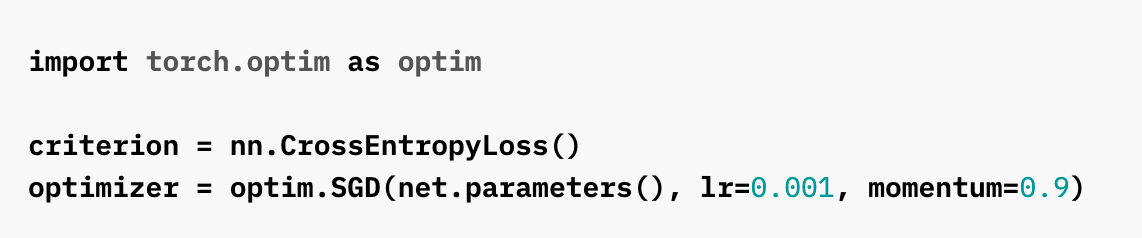 import torch.optim as optim
criterion = nn.CrossEntropyLoss()
optimizer = optim.SGD(net.parameters(), lr=0.001, momentum=0.9)